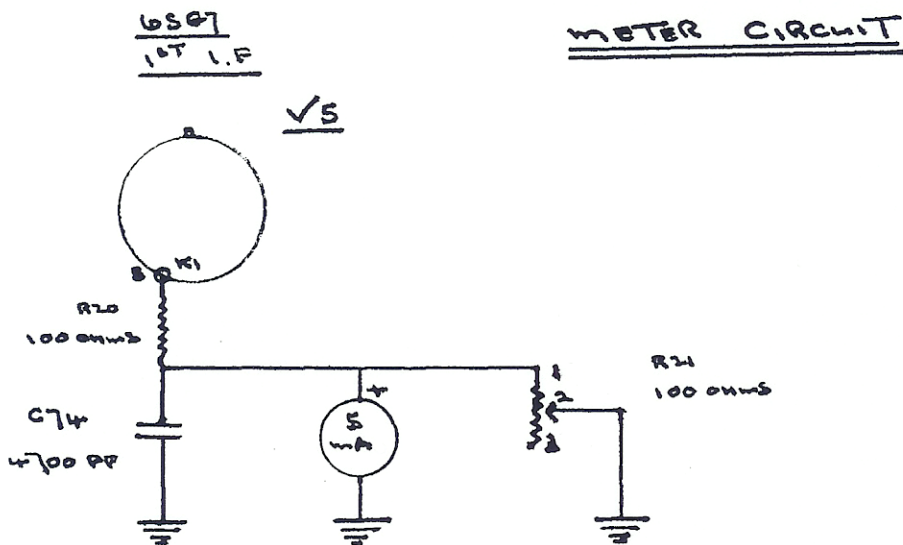 6SG7
1ST I.F
METER CIRCUIT
V5
K1
R20
100 OHMS
+
5
mA
1
2
3
R21
100 OHMS
C74
4700 PF